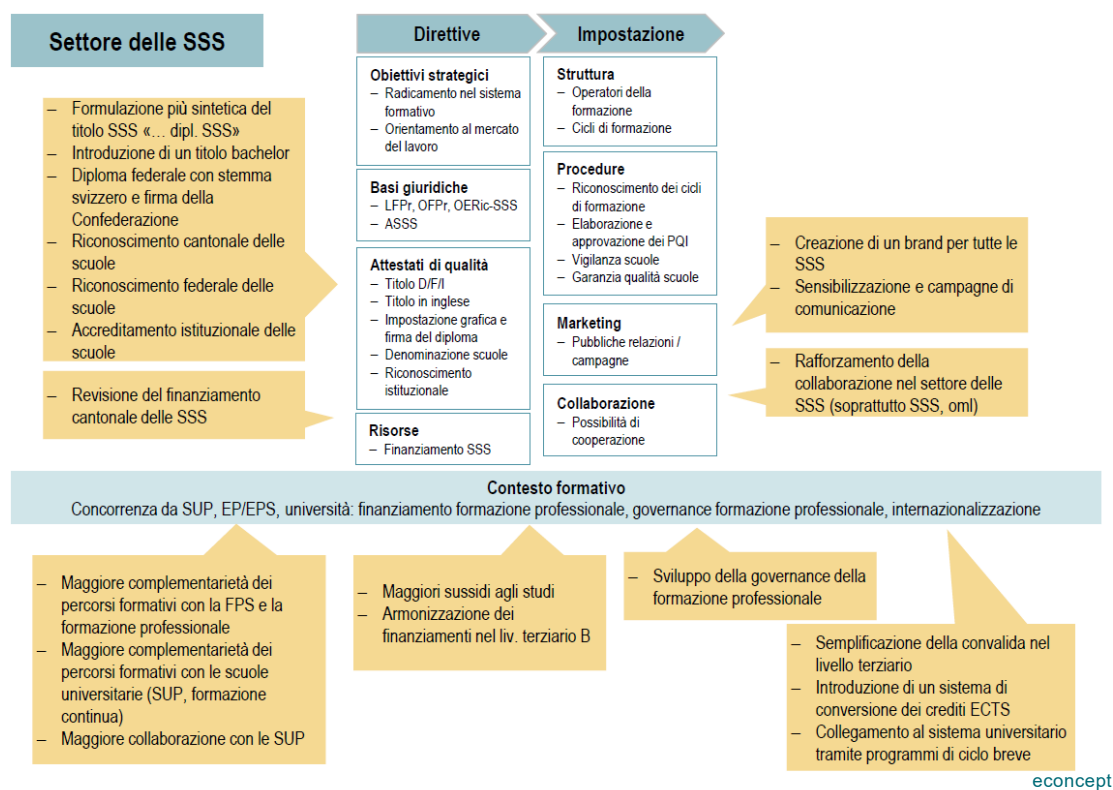 Settore delle SSS
Direttive
Impostazione
– Formulazione più sintetica del
titolo SSS «… dipl. SSS»
– Introduzione di un titolo bachelor
– Diploma federale con stemma
svizzero e firma della
Confederazione
– Riconoscimento cantonale delle
scuole
– Riconoscimento federale delle
scuole
– Accreditamento istituzionale delle
scuole
– Revisione del finanziamento
cantonale delle SSS
Obiettivi strategici
– Radicamento nel sistema
formativo
– Orientamento al mercato
del lavoro
Basi giuridiche
– LFPr, OFPr, OERic-SSS
– ASSS
Attestati di qualità
– Titolo D/F/I
– Titolo in inglese
– Impostazione grafica e
firma del diploma
– Denominazione scuole
– Riconoscimento
istituzionale
Risorse
– Finanziamento SSS
Struttura
– Operatori della
formazione
– Cicli di formazione
Procedure
– Riconoscimento dei cicli
di formazione
– Elaborazione e
approvazione dei PQI
– Vigilanza scuole
– Garanzia qualità scuole
Marketing
– Pubbliche relazioni /
campagne
Collaborazione
– Possibilità di
cooperazione
– Creazione di un brand per tutte le
SSS
– Sensibilizzazione e campagne di
comunicazione
– Rafforzamento della
collaborazione nel settore delle
SSS (soprattutto SSS, oml)
Contesto formativo
Concorrenza da SUP, EP/EPS, università: finanziamento formazione professionale, governance formazione professionale, internazionalizzazione
– Maggiore complementarietà dei
percorsi formativi con la FPS e la
formazione professionale
– Maggiore complementarietà dei
percorsi formativi con le scuole
universitarie (SUP, formazione
continua)
– Maggiore collaborazione con le SUP
– Maggiori sussidi agli studi
– Armonizzazione dei
finanziamenti nel liv. terziario B
– Sviluppo della governance della
formazione professionale
– Semplificazione della convalida nel
livello terziario
– Introduzione di un sistema di
conversione dei crediti ECTS
– Collegamento al sistema universitario
tramite programmi di ciclo breve
econcept